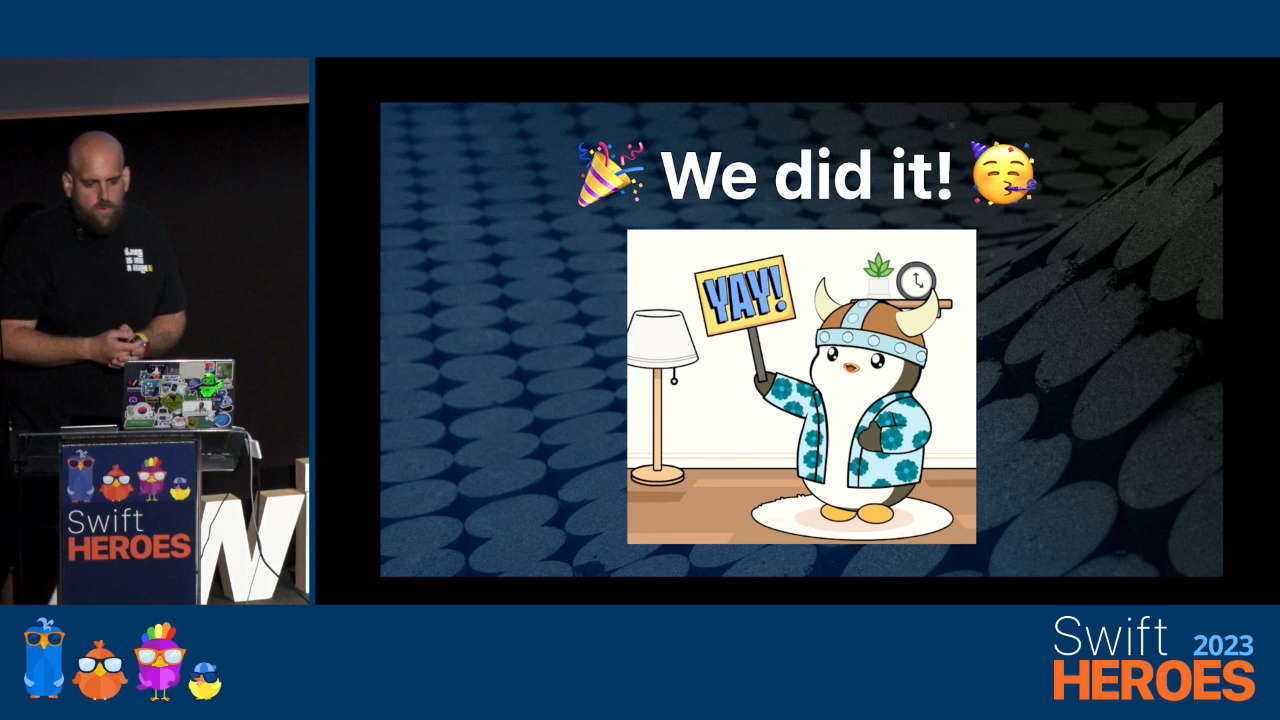 We did it!
YAY!
Swift
HEROES
Swift 2023
HEROES